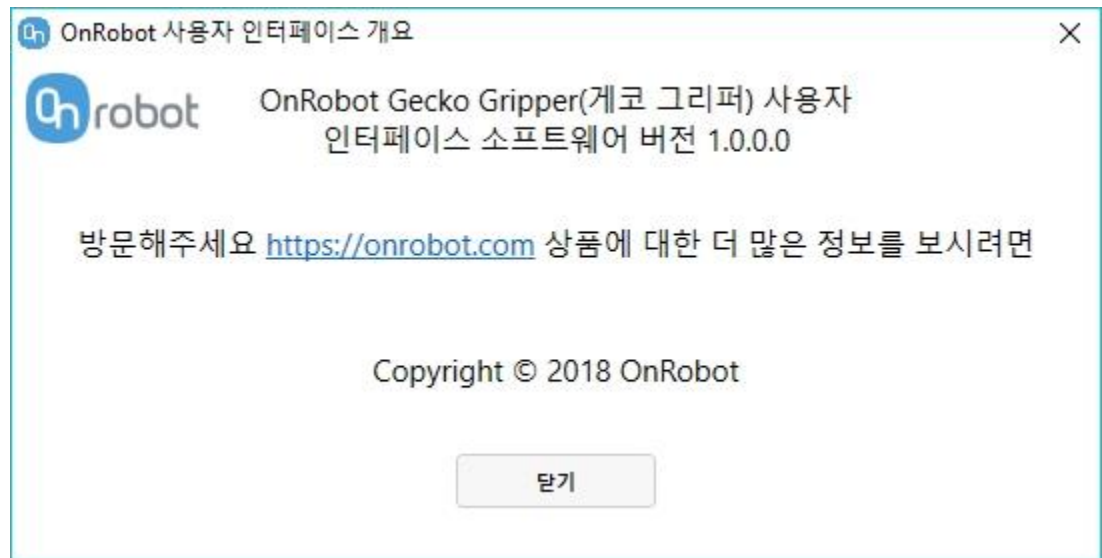 OnRobot 사용자 인터페이스 개요
On robot
OnRobot Gecko Gripper(게코 그리퍼) 사용자
인터페이스 소프트웨어 버전 1.0.0.0
방문해주세요 https://onrobot.com 상품에 대한 더 많은 정보를 보시려면
Copyright © 2018 OnRobot
닫기